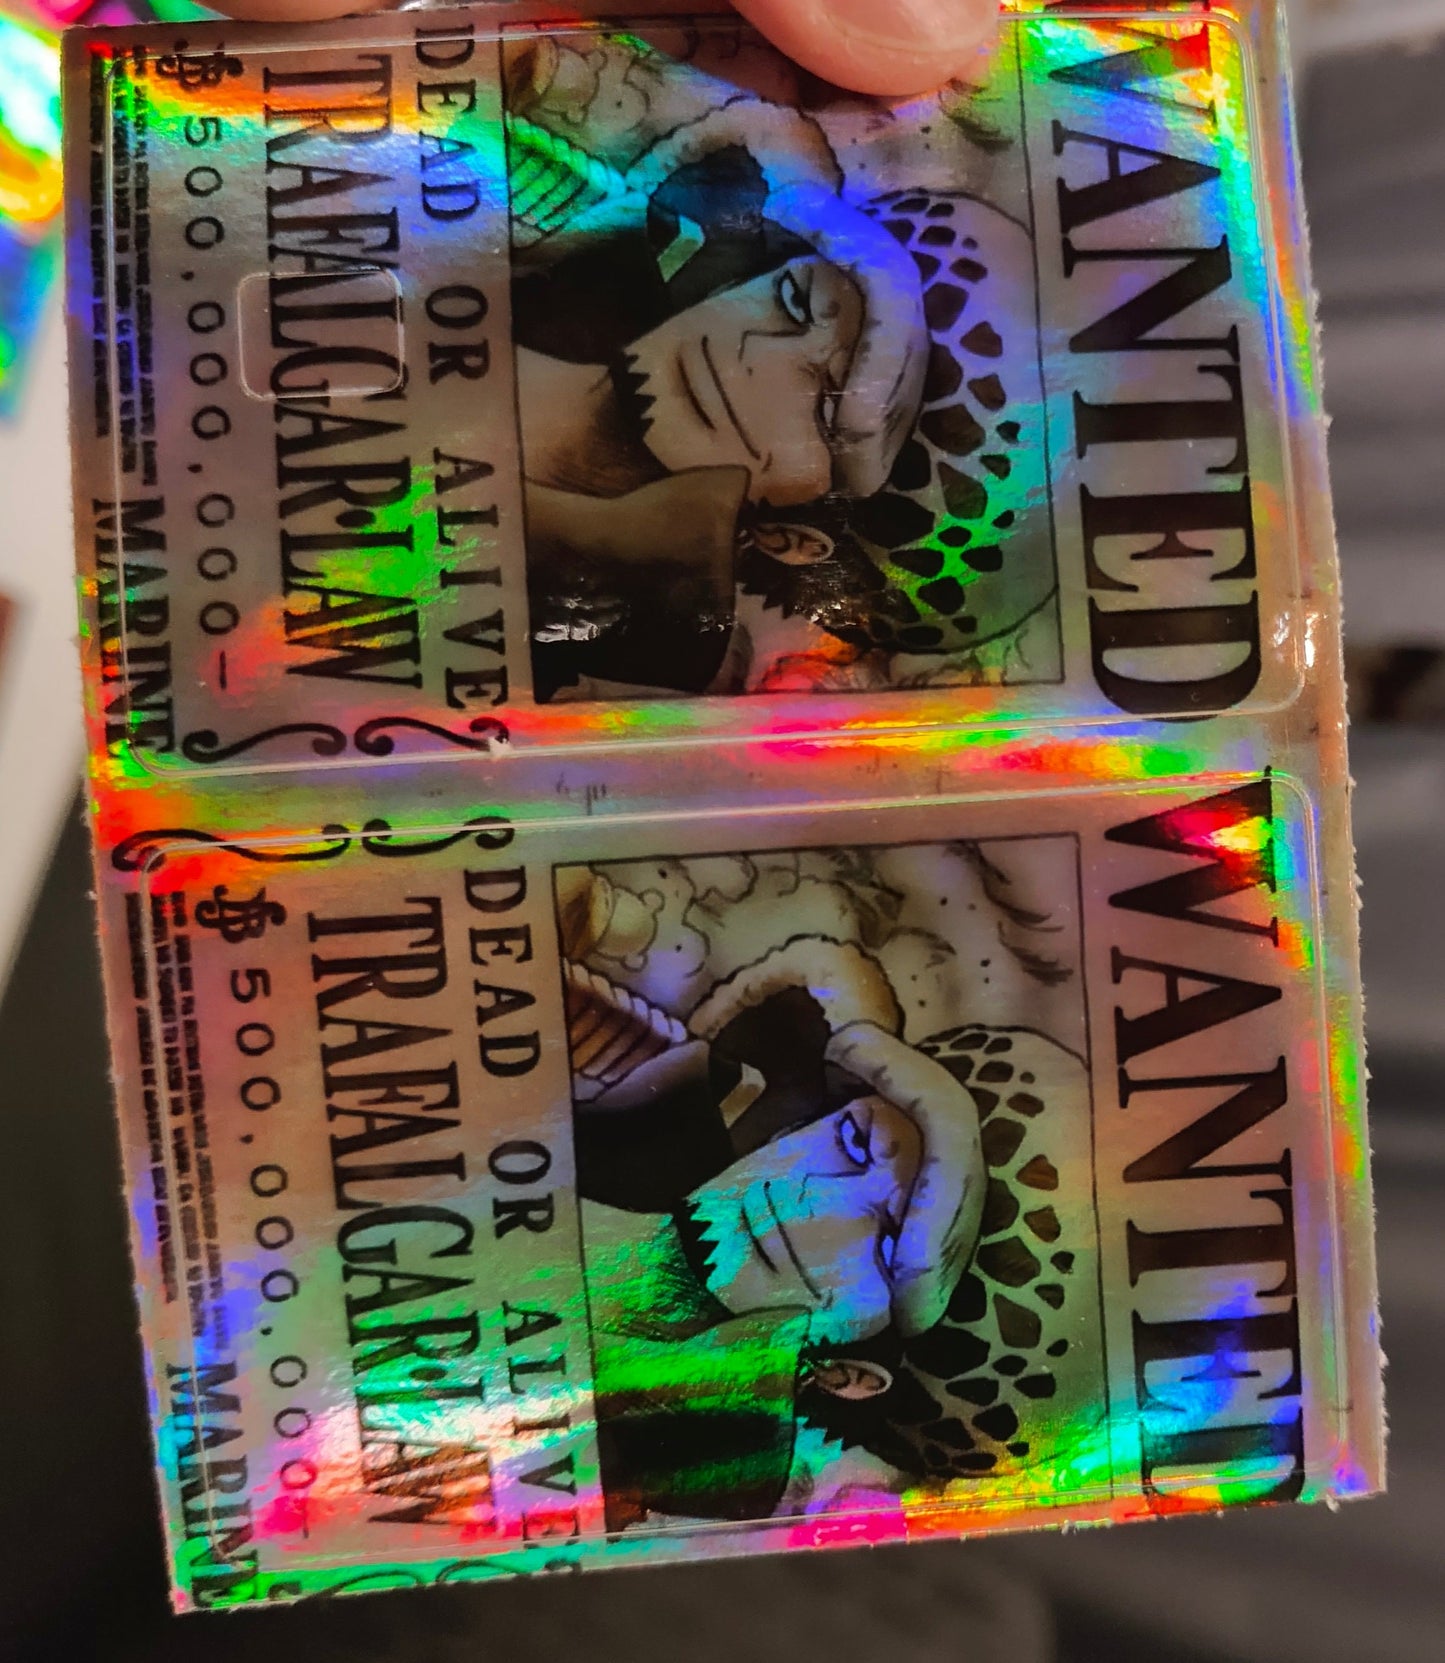 WANTED
DEAD OR ALIVE
TRAFALGAR·LAW
฿500,000,000-
MARINE
WANTED
DEAD OR ALIVE
TRAFALGAR·LAW
฿500,000,000-
MARINE